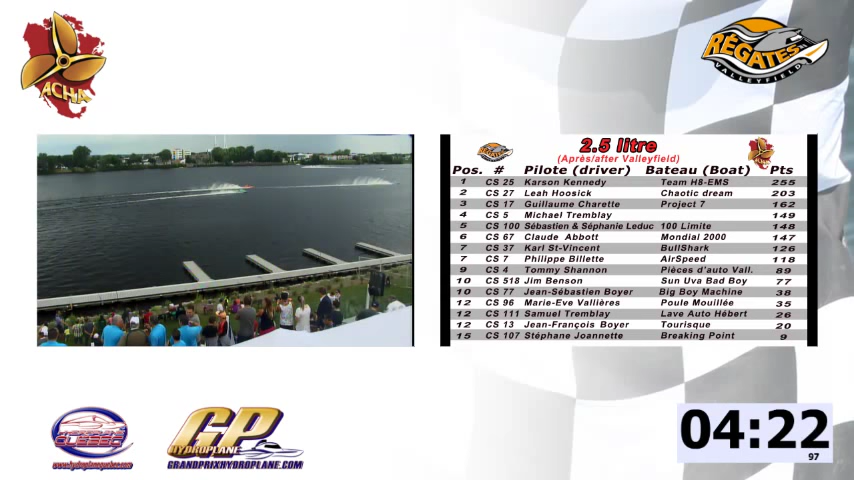 ACHA
RÉGATES
VALLEYFIELD
RÉGATES
2.5 litre
(Après/after Valleyfield)
Pos. # Pilote (driver) Bateau (Boat) Pts
1 CS 25 Karson Kennedy Team H8-EMS 255
2 CS 27 Leah Hoosick Chaotic dream 203
3 CS 17 Guillaume Charette Project 7 162
4 CS 5 Michael Tremblay 149
5 CS 100 Sébastien & Séphanie Leduc 100 Limite 148
6 CS 67 Claude Abbott Mondial 2000 147
7 CS 37 Karl St-Vincent BullShark 126
7 CS 7 Philippe Billette AirSpeed 118
9 CS 4 Tommy Shannon Pièces d'auto Vall. 89
10 CS 518 Jim Benson Sun Uva Bad Boy 77
10 CS 77 Jean-Sébastien Boyer Big Boy Machine 38
12 CS 96 Marie-Eve Vallières Poule Mouillée 35
12 CS 111 Samuel Tremblay Lave Auto Hébert 26
12 CS 13 Jean-François Boyer Tourisque 20
15 CS 107 Stéphane Joannette Breaking Point 9
HYDROPLANE
QUEBEC
www.hydroplanequebec.com
GP
HYDROPLANE
GRANDPRIXHYDROPLANE.COM
04:22
97